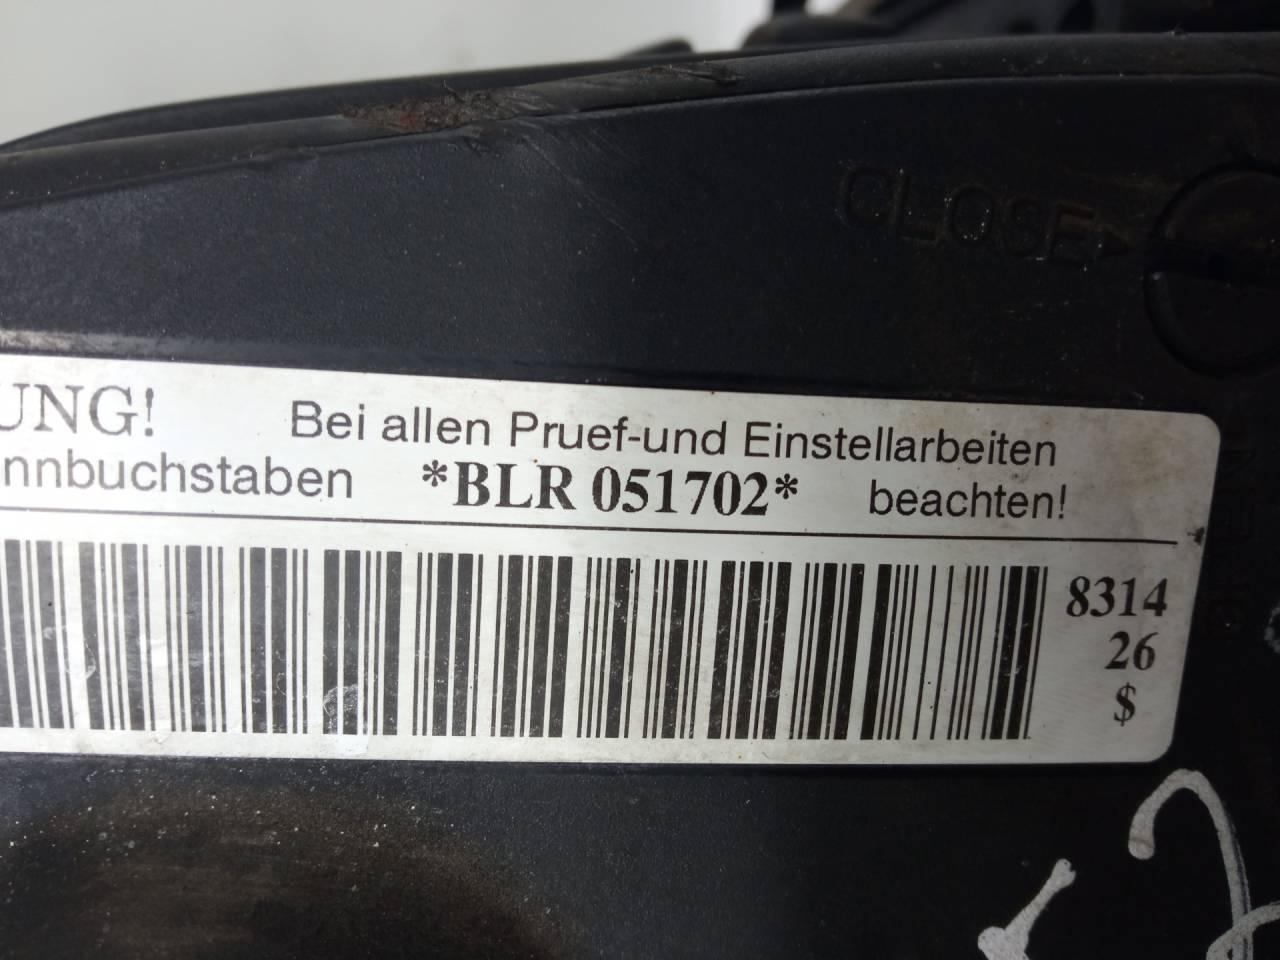 CLOSE
UNG! Bei allen Pruef-und Einstellarbeiten
nnbuchstaben *BLR 051702* beachten!
8314
26
$